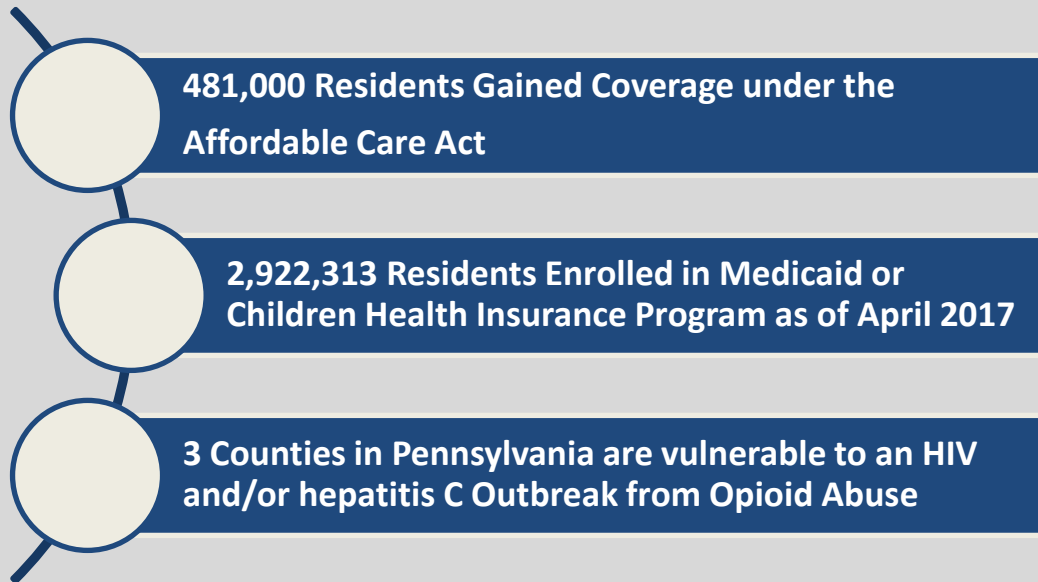 481,000 Residents Gained Coverage under the
Affordable Care Act
2,922,313 Residents Enrolled in Medicaid or
Children Health Insurance Program as of April 2017
3 Counties in Pennsylvania are vulnerable to an HIV
and/or hepatitis C Outbreak from Opioid Abuse